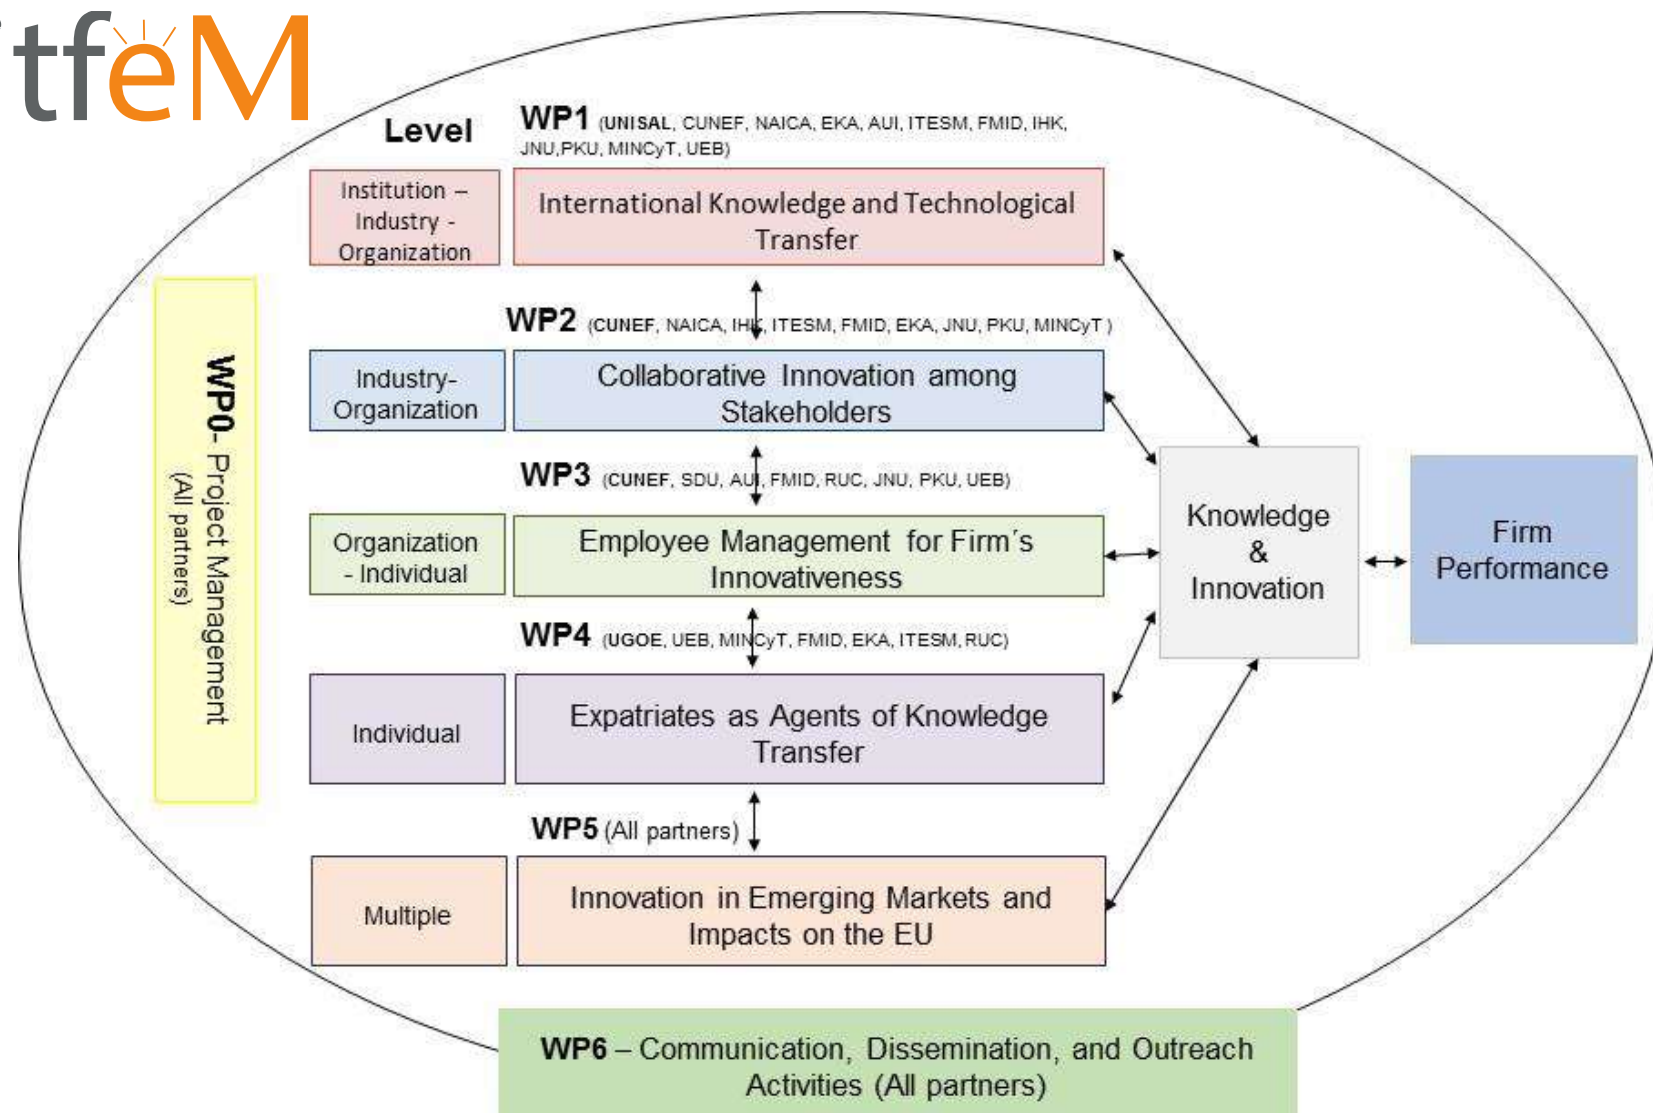 tfeM
Level
WP1 (UNISAL, CUNEF, NAICA, EKA, AUI, ITESM, FMID, IHK,
JNU,PKU, MINCyT, UEB)
Institution –
Industry -
Organization
International Knowledge and Technological
Transfer
WP2 (CUNEF, NAICA, IHK, ITESM, FMID, EKA, JNU, PKU, MINCyT )
Industry-
Organization
Collaborative Innovation among
Stakeholders
WP3 (CUNEF, SDU, AUI, FMID, RUC, JNU, PKU, UEB)
Organization
- Individual
Employee Management for Firm´s
Innovativeness
WP4 (UGOE, UEB, MINCyT, FMID, EKA, ITESM, RUC)
Individual
Expatriates as Agents of Knowledge
Transfer
WP5 (All partners)
Multiple
Innovation in Emerging Markets and
Impacts on the EU
WP0- Project Management
(All partners)
Knowledge
&
Innovation
Firm
Performance
WP6 – Communication, Dissemination, and Outreach
Activities (All partners)